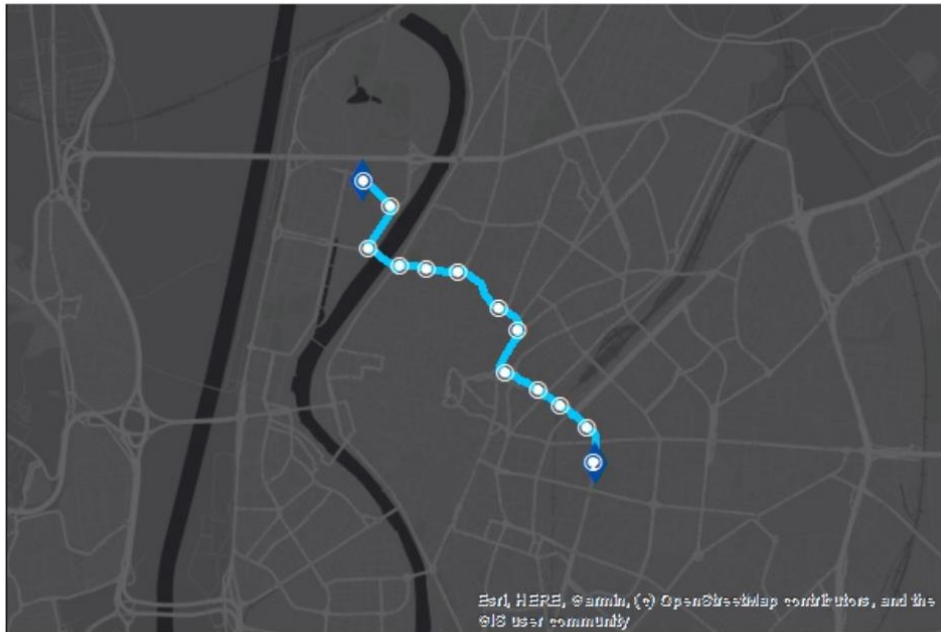 Esri, HERE, Garmin, (c) OpenStreetMap contributors, and the
GIS user community